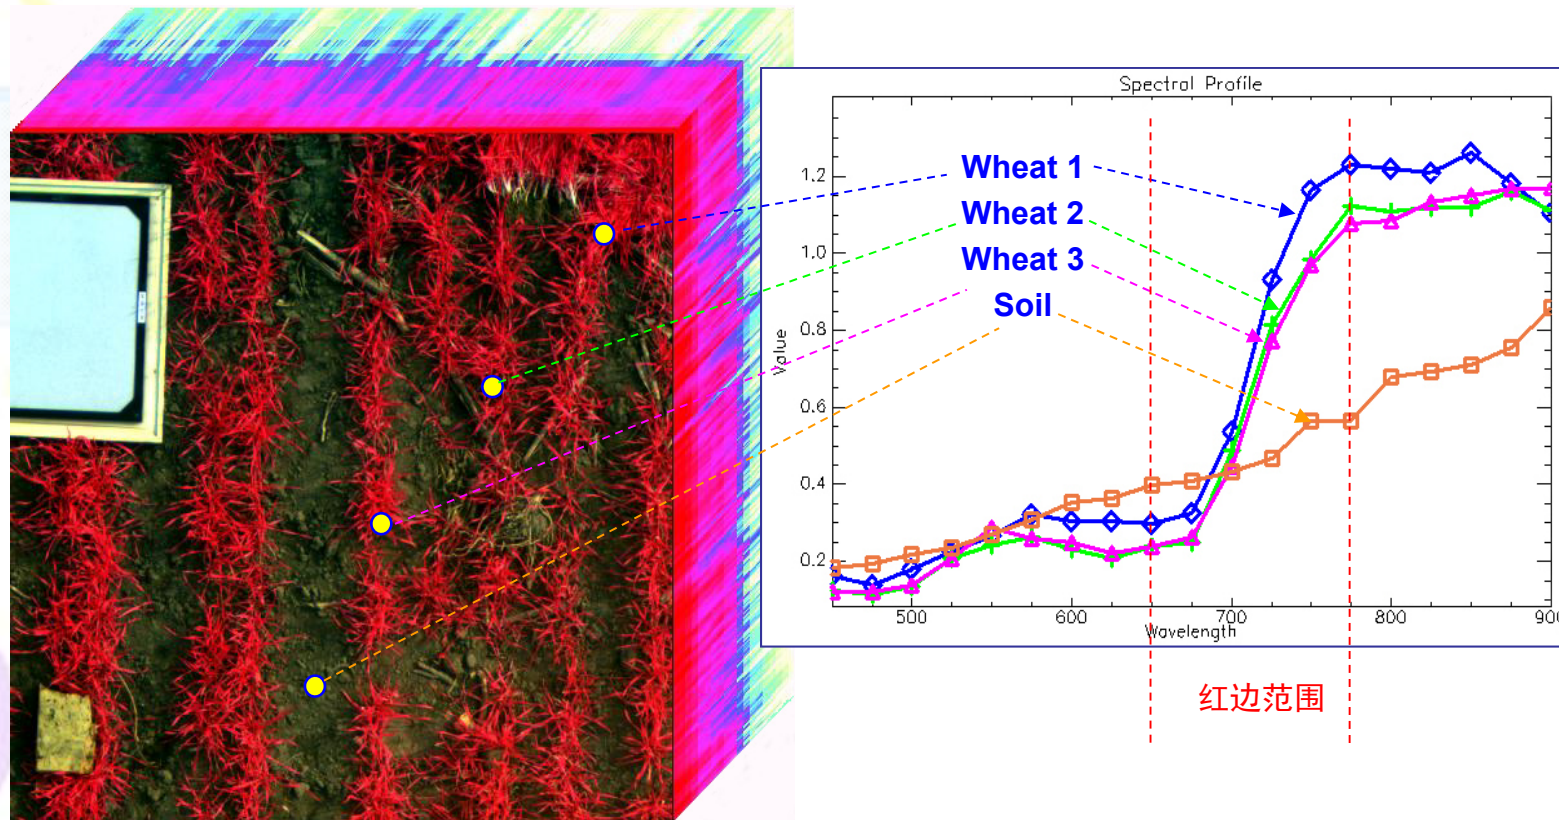 Spectral Profile
Wheat 1
Wheat 2
Wheat 3
Soil
Value
1.2
1.0
0.8
0.6
0.4
0.2
500
600
700
800
Wavelength
红边范围